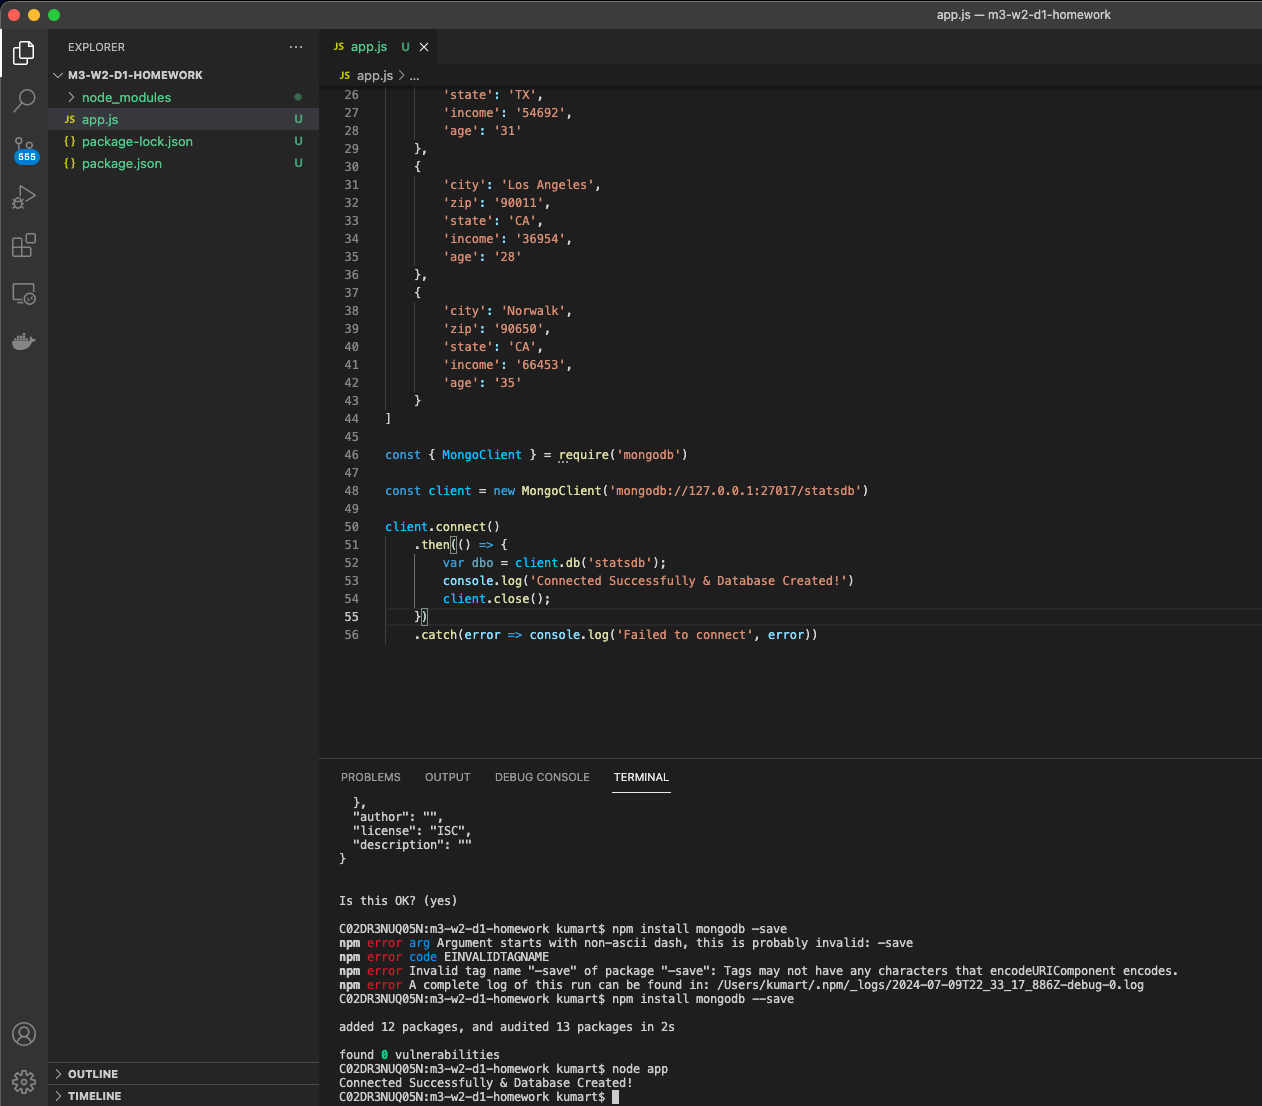 app.js — m3-w2-d1-homework
EXPLORER
···
M3-W2-D1-HOMEWORK
node_modules
JS app.js U
{} package-lock.json U
{} package.json U
555
OUTLINE
TIMELINE
JS app.js U
JS app.js > ...
26 'state': 'TX',
27 'income': '54692',
28 'age': '31'
29 },
30 {
31 'city': 'Los Angeles',
32 'zip': '90011',
33 'state': 'CA',
34 'income': '36954',
35 'age': '28'
36 },
37 {
38 'city': 'Norwalk',
39 'zip': '90650',
40 'state': 'CA',
41 'income': '66453',
42 'age': '35'
43 }
44 ]
45
46 const { MongoClient } = require('mongodb')
47
48 const client = new MongoClient('mongodb://127.0.0.1:27017/statsdb')
49
50 client.connect()
51 .then(() => {
52 var dbo = client.db('statsdb');
53 console.log('Connected Successfully & Database Created!')
54 client.close();
55 })
56 .catch(error => console.log('Failed to connect', error))
PROBLEMS OUTPUT DEBUG CONSOLE TERMINAL
},
"author": "",
"license": "ISC",
"description": ""
}
Is this OK? (yes)
C02DR3NUQ05N:m3-w2-d1-homework kumart$ npm install mongodb —save
npm error arg Argument starts with non-ascii dash, this is probably invalid: —save
npm error code EINVALIDTAGNAME
npm error Invalid tag name "—save" of package "—save": Tags may not have any characters that encodeURIComponent encodes.
npm error A complete log of this run can be found in: /Users/kumart/.npm/_logs/2024-07-09T22_33_17_886Z-debug-0.log
C02DR3NUQ05N:m3-w2-d1-homework kumart$ npm install mongodb --save
added 12 packages, and audited 13 packages in 2s
found 0 vulnerabilities
C02DR3NUQ05N:m3-w2-d1-homework kumart$ node app
Connected Successfully & Database Created!
C02DR3NUQ05N:m3-w2-d1-homework kumart$